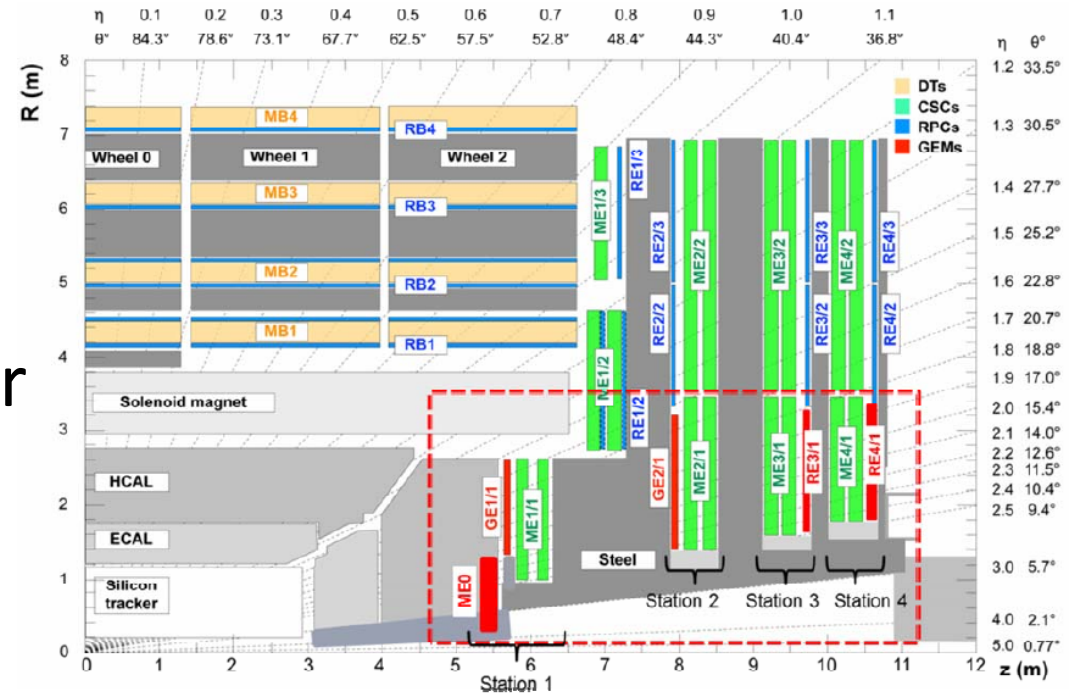 η 0.1 0.2 0.3 0.4 0.5 0.6 0.7 0.8 0.9 1.0 1.1
θ° 84.3° 78.6° 73.1° 67.7° 62.5° 57.5° 52.8° 48.4° 44.3° 40.4° 36.8°
η θ°
R (m)
8
7
6
5
4
3
2
1
0
1.2 33.5°
1.3 30.5°
1.4 27.7°
1.5 25.2°
1.6 22.8°
1.7 20.7°
1.8 18.8°
1.9 17.0°
2.0 15.4°
2.1 14.0°
2.2 12.6°
2.3 11.5°
2.4 10.4°
2.5 9.4°
3.0 5.7°
4.0 2.1°
5.0 0.77°
DTs
CSCs
RPCs
GEMs
MB4
RB4
Wheel 0 Wheel 1 Wheel 2
MB3
RB3
MB2
RB2
MB1
RB1
r
Solenoid magnet
HCAL
ECAL
Silicon
tracker
Steel
ME1/3
RE1/3
ME1/2
RE1/2
RE2/3
RE2/2
ME2/2
ME3/2
RE3/3
RE3/2
ME4/2
RE4/3
RE4/2
GE1/1
ME1/1
ME0
GE2/1
ME2/1
ME3/1
RE3/1
ME4/1
RE4/1
Station 2 Station 3 Station 4
0 1 2 3 4 5 6 7 8 9 10 11 12 z (m)
Station 1